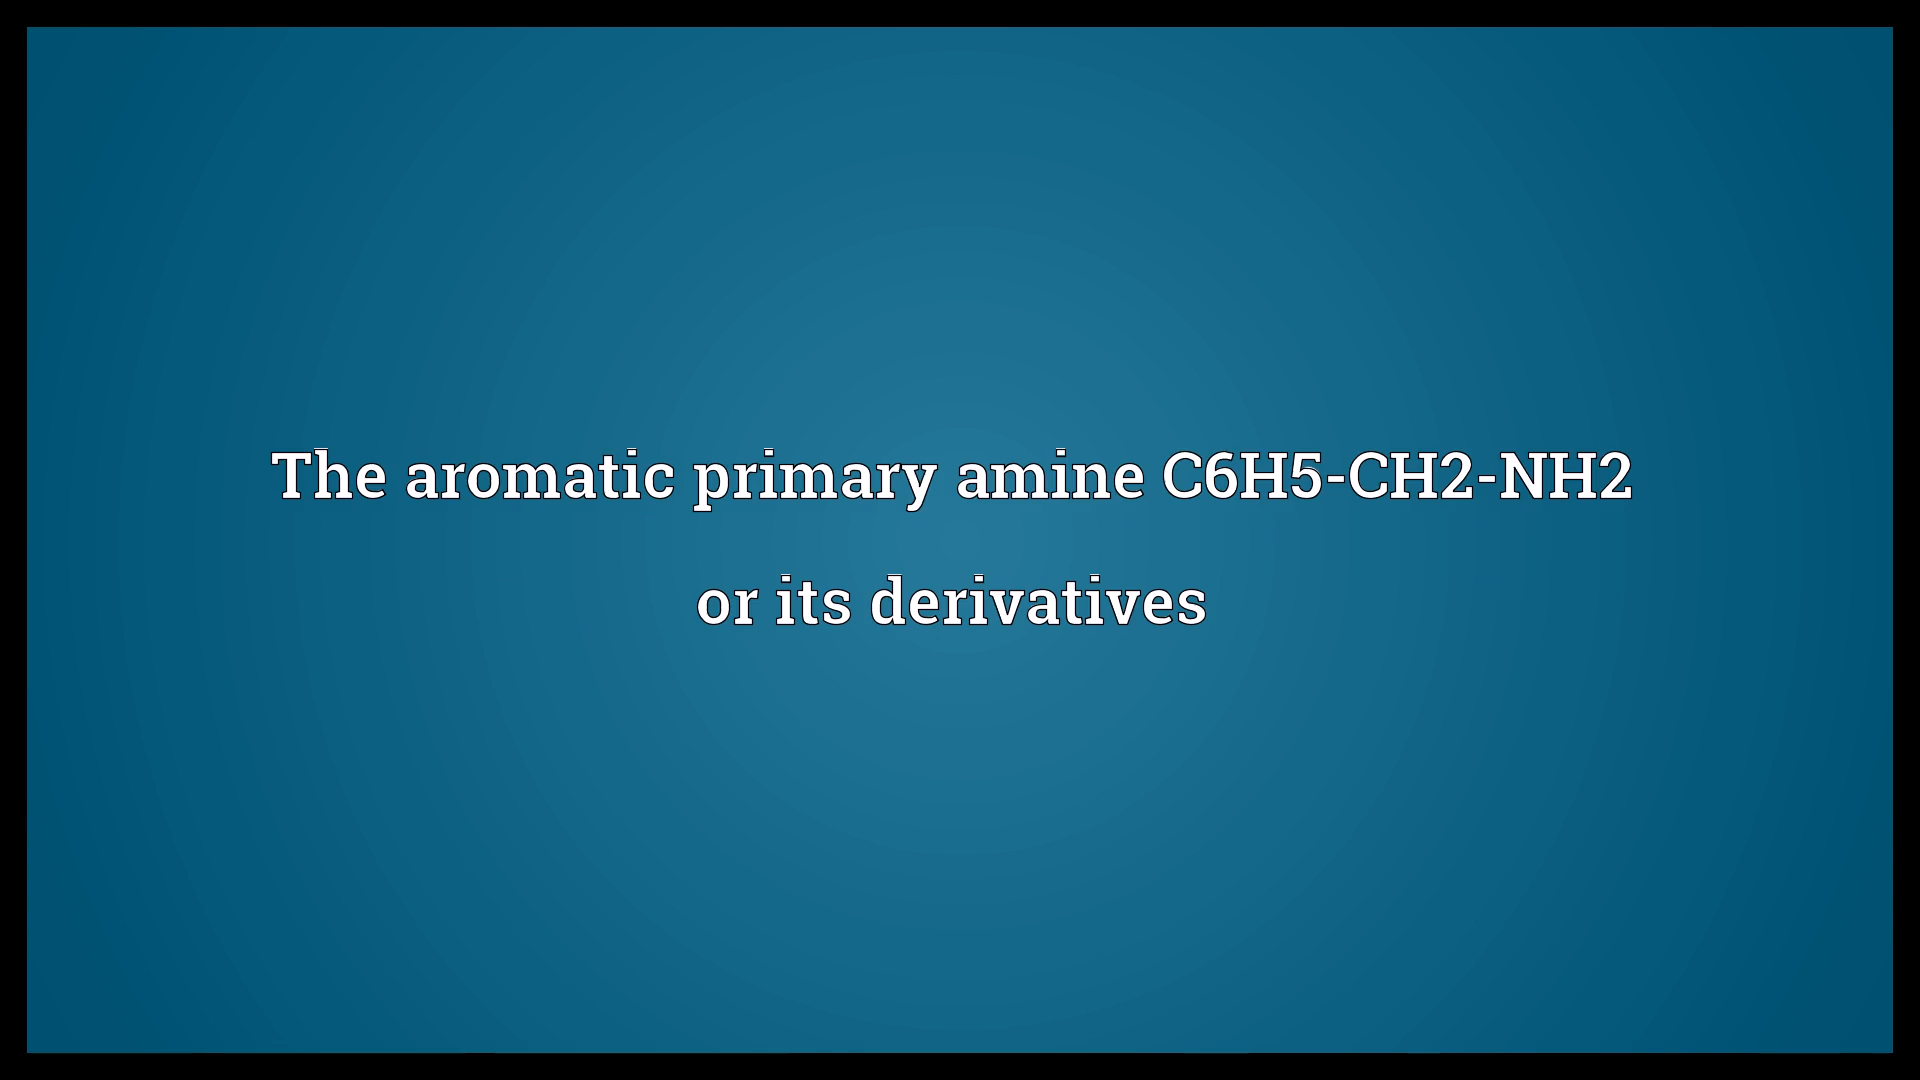 The aromatic primary amine C6H5-CH2-NH2
or its derivatives